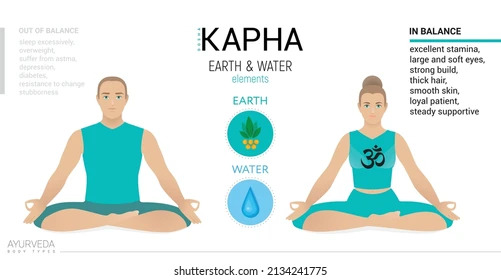 OUT OF BALANCE
sleep excessively,
overweight,
suffer from astma,
depression,
diabetes,
resistance to change
stubborness
DOSHA
KAPHA
EARTH & WATER
elements
EARTH
WATER
IN BALANCE
excellent stamina,
large and soft eyes,
strong build,
thick hair,
smooth skin,
loyal patient,
steady supportive
ॐ
AYURVEDA
BODY TYPES
shutterstock
shutterstock.com · 2134241775